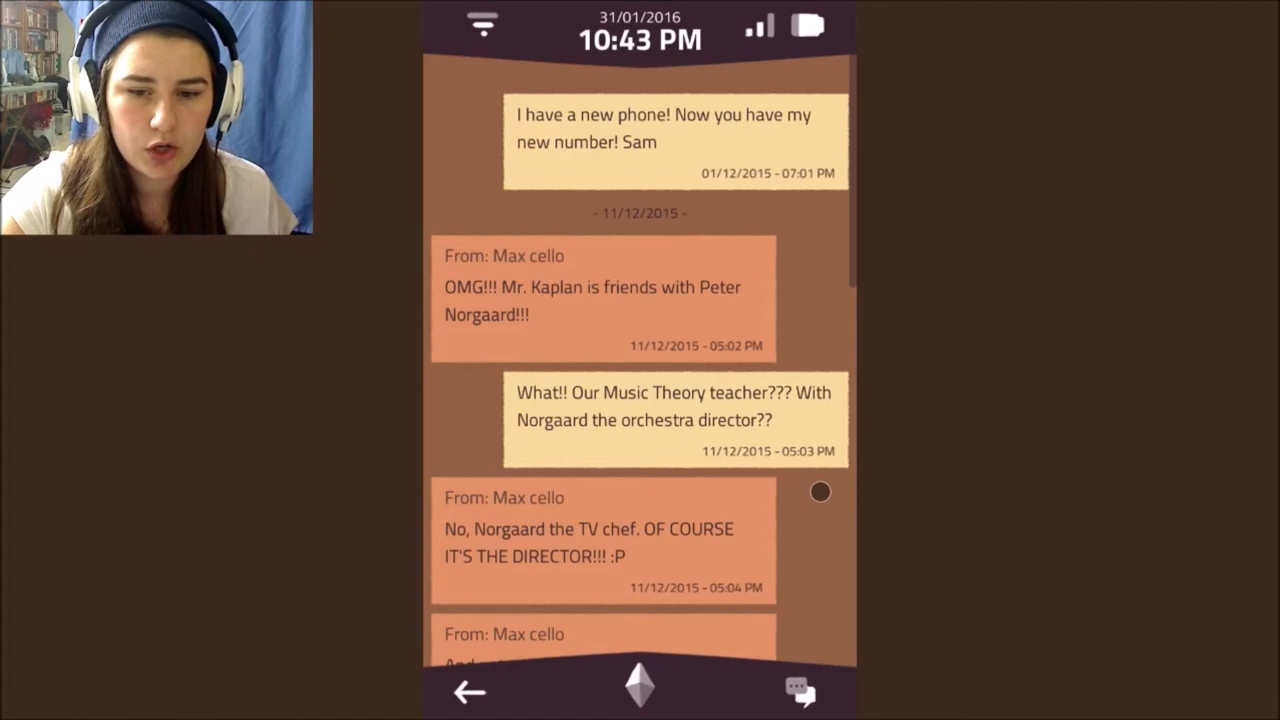 31/01/2016
10:43 PM
I have a new phone! Now you have my
new number! Sam
01/12/2015 - 07:01 PM
- 11/12/2015 -
From: Max cello
OMG!!! Mr. Kaplan is friends with Peter
Norgaard!!!
11/12/2015 - 05:02 PM
What!! Our Music Theory teacher??? With
Norgaard the orchestra director??
11/12/2015 - 05:03 PM
From: Max cello
No, Norgaard the TV chef. OF COURSE
IT'S THE DIRECTOR!!! :P
11/12/2015 - 05:04 PM
From: Max cello